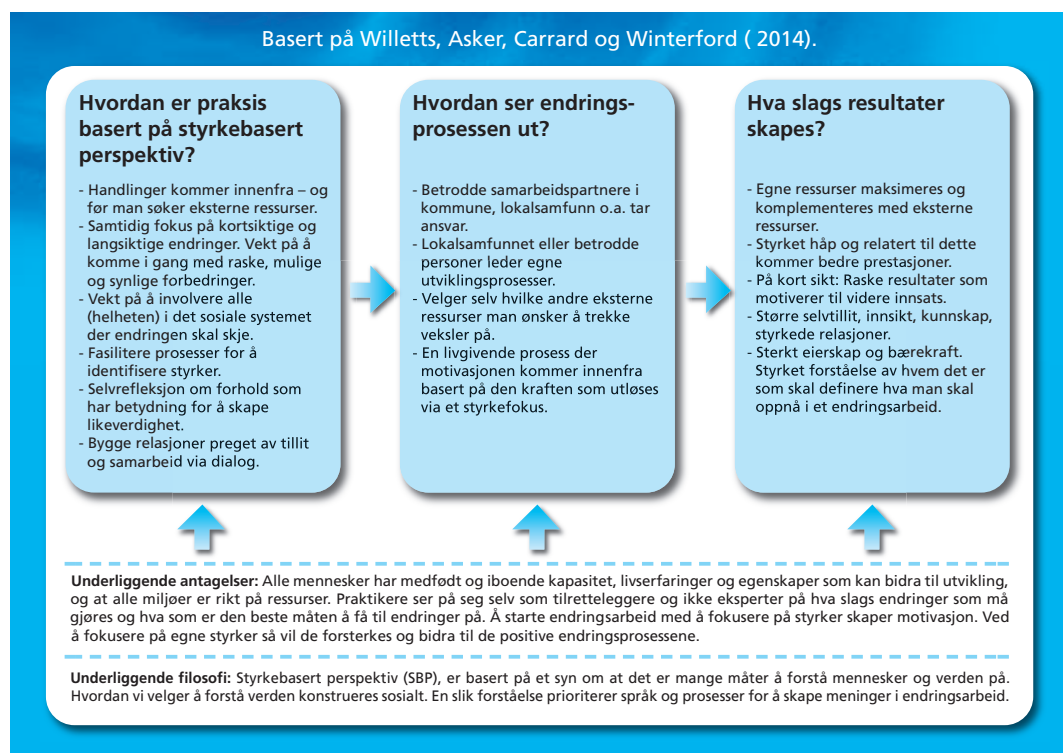 Basert på Willetts, Asker, Carrard og Winterford ( 2014).
Hvordan er praksis
basert på styrkebasert
perspektiv?
- Handlinger kommer innenfra – og
før man søker eksterne ressurser.
- Samtidig fokus på kortsiktige og
langsiktige endringer. Vekt på å
komme i gang med raske, mulige
og synlige forbedringer.
- Vekt på å involvere alle
(helheten) i det sosiale systemet
der endringen skal skje.
- Fasilitere prosesser for å
identifisere styrker.
- Selvrefleksjon om forhold som
har betydning for å skape
likeverdighet.
- Bygge relasjoner preget av tillit
og samarbeid via dialog.
Hvordan ser endrings-
prosessen ut?
- Betrodde samarbeidspartnere i
kommune, lokalsamfunn o.a. tar
ansvar.
- Lokalsamfunnet eller betrodde
personer leder egne
utviklingsprosesser.
- Velger selv hvilke andre eksterne
ressurser man ønsker å trekke
veksler på.
- En livgivende prosess der
motivasjonen kommer innenfra
basert på den kraften som utløses
via et styrkefokus.
Hva slags resultater
skapes?
- Egne ressurser maksimeres og
komplementeres med eksterne
ressurser.
- Styrket håp og relatert til dette
kommer bedre prestasjoner.
- På kort sikt: Raske resultater som
motiverer til videre innsats.
- Større selvtillit, innsikt, kunnskap,
styrkede relasjoner.
- Sterkt eierskap og bærekraft.
Styrket forståelse av hvem det er
som skal definere hva man skal
oppnå i et endringsarbeid.
Underliggende antagelser: Alle mennesker har medfødt og iboende kapasitet, livserfaringer og egenskaper som kan bidra til utvikling,
og at alle miljøer er rikt på ressurser. Praktikere ser på seg selv som tilretteleggere og ikke eksperter på hva slags endringer som må
gjøres og hva som er den beste måten å få til endringer på. Å starte endringsarbeid med å fokusere på styrker skaper motivasjon. Ved
å fokusere på egne styrker så vil de forsterkes og bidra til de positive endringsprosessene.
Underliggende filosofi: Styrkebasert perspektiv (SBP), er basert på et syn om at det er mange måter å forstå mennesker og verden på.
Hvordan vi velger å forstå verden konstrueres sosialt. En slik forståelse prioriterer språk og prosesser for å skape meninger i endringsarbeid.